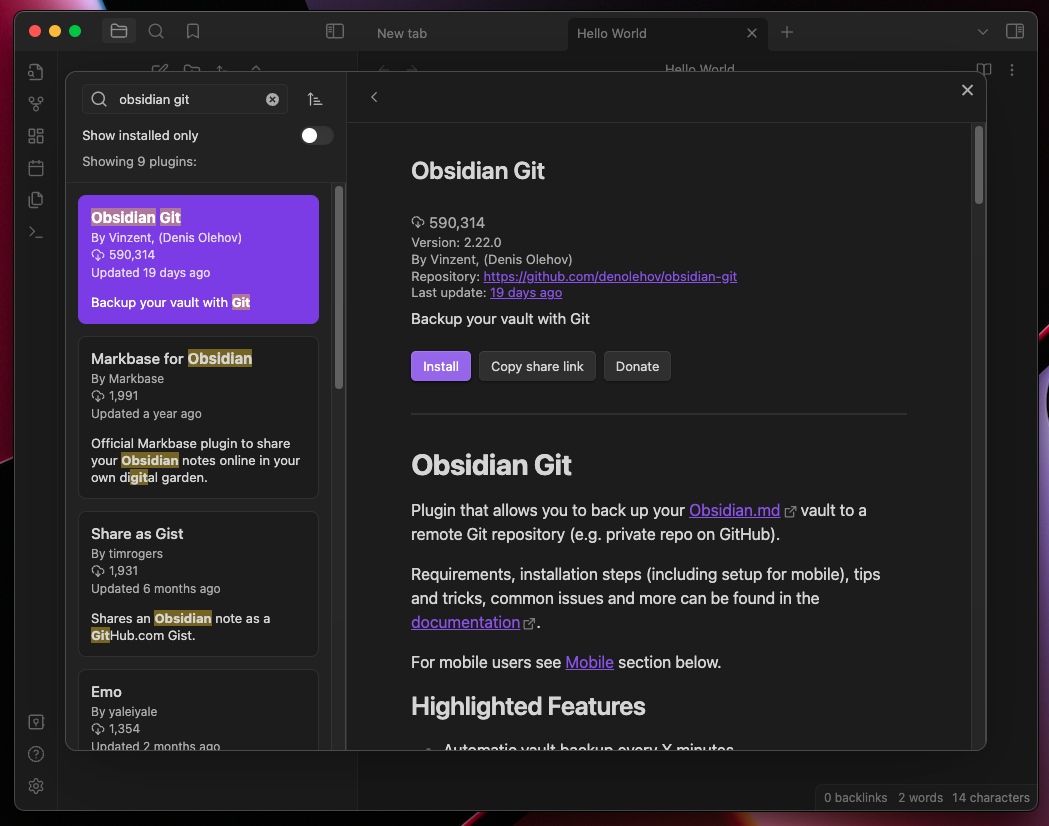 New tab
Hello World
Hello World
obsidian git
Show installed only
Showing 9 plugins:
Obsidian Git
By Vinzent, (Denis Olehov)
590,314
Updated 19 days ago
Backup your vault with Git
Markbase for Obsidian
By Markbase
1,991
Updated a year ago
Official Markbase plugin to share
your Obsidian notes online in your
own digital garden.
Share as Gist
By timrogers
1,931
Updated 6 months ago
Shares an Obsidian note as a
GitHub.com Gist.
Emo
By yaleiyale
1,354
Updated 2 months ago
Obsidian Git
590,314
Version: 2.22.0
By Vinzent, (Denis Olehov)
Repository: https://github.com/denolehov/obsidian-git
Last update: 19 days ago
Backup your vault with Git
Install
Copy share link
Donate
Obsidian Git
Plugin that allows you to back up your Obsidian.md vault to a
remote Git repository (e.g. private repo on GitHub).
Requirements, installation steps (including setup for mobile), tips
and tricks, common issues and more can be found in the
documentation.
For mobile users see Mobile section below.
Highlighted Features
• Automatic vault backup every X minutes
0 backlinks 2 words 14 characters